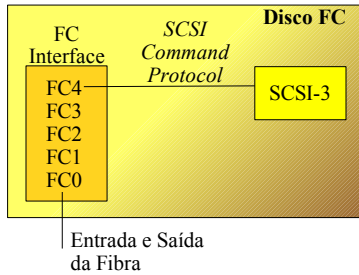 Disco FC
FC
Interface
SCSI
Command
Protocol
FC4
FC3
FC2
FC1
FC0
SCSI-3
Entrada e Saída
da Fibra